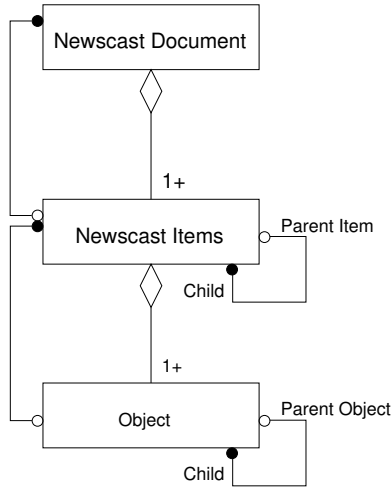 Newscast Document
1+
Newscast Items
Parent Item
Child
1+
Object
Parent Object
Child